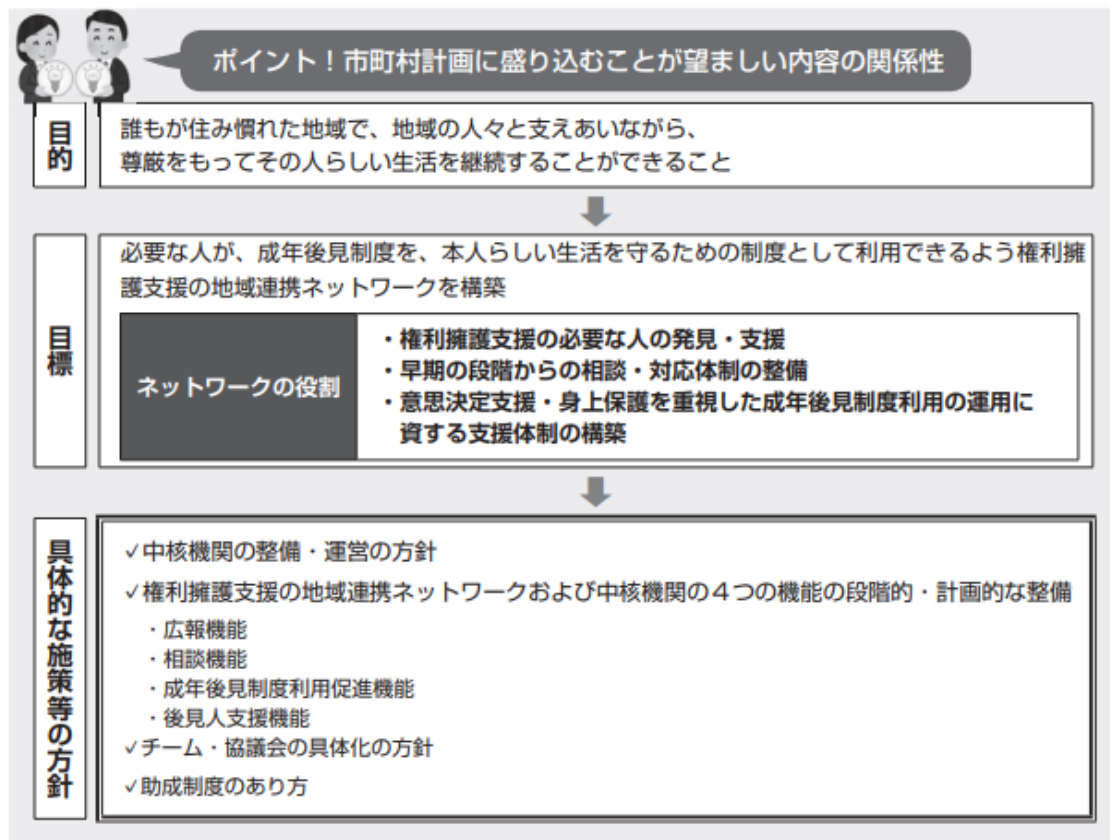 ポイント！市町村計画に盛り込むことが望ましい内容の関係性
目的
誰もが住み慣れた地域で、地域の人々と支えあいながら、
尊厳をもってその人らしい生活を継続することができること
目標
必要な人が、成年後見制度を、本人らしい生活を守るための制度として利用できるよう権利擁
護支援の地域連携ネットワークを構築
ネットワークの役割
・権利擁護支援の必要な人の発見・支援
・早期の段階からの相談・対応体制の整備
・意思決定支援・身上保護を重視した成年後見制度利用の運用に
資する支援体制の構築
具体的な施策等の方針
✓中核機関の整備・運営の方針
✓権利擁護支援の地域連携ネットワークおよび中核機関の４つの機能の段階的・計画的な整備
・広報機能
・相談機能
・成年後見制度利用促進機能
・後見人支援機能
✓チーム・協議会の具体化の方針
✓助成制度のあり方